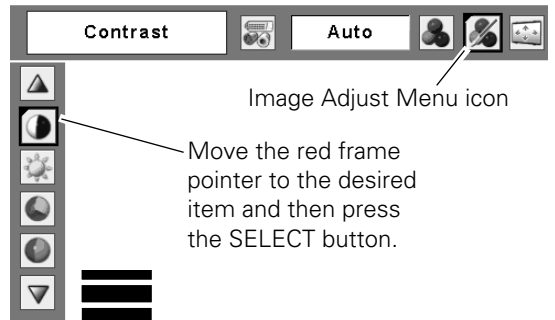 Contrast
Auto
Image Adjust Menu icon
Move the red frame
pointer to the desired
item and then press
the SELECT button.